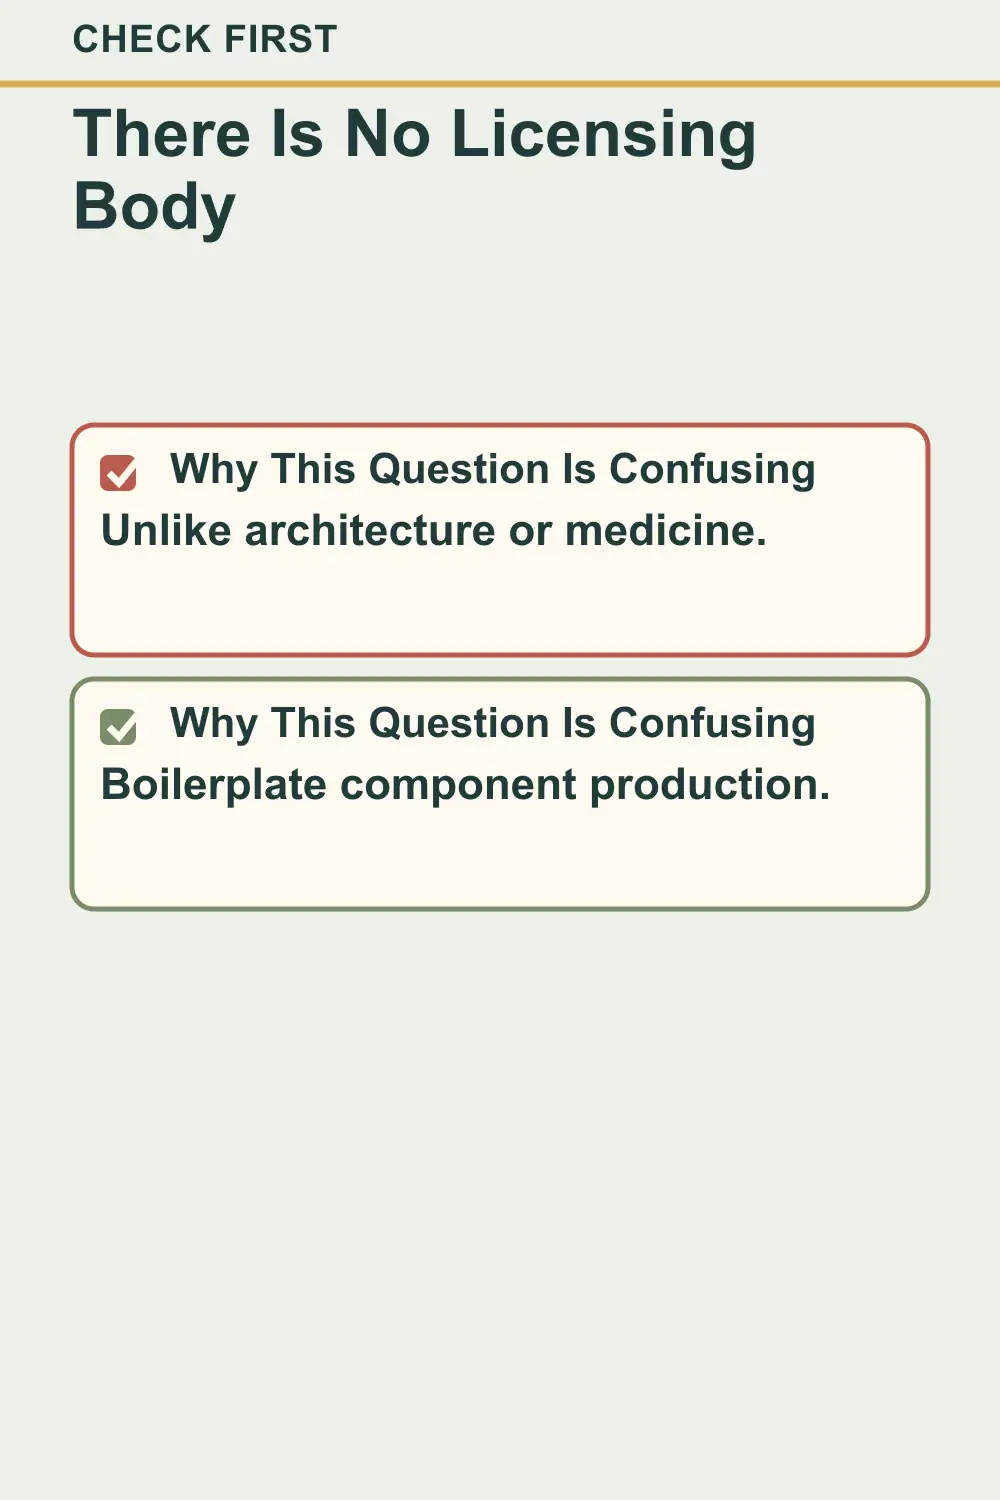 CHECK FIRST
There Is No Licensing
Body
Why This Question Is Confusing
Unlike architecture or medicine.
Why This Question Is Confusing
Boilerplate component production.